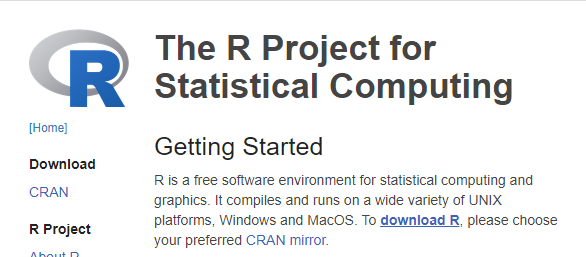 R
The R Project for
Statistical Computing
[Home]
Download
CRAN
R Project
About R
Getting Started
R is a free software environment for statistical computing and
graphics. It compiles and runs on a wide variety of UNIX
platforms, Windows and MacOS. To download R, please choose
your preferred CRAN mirror.